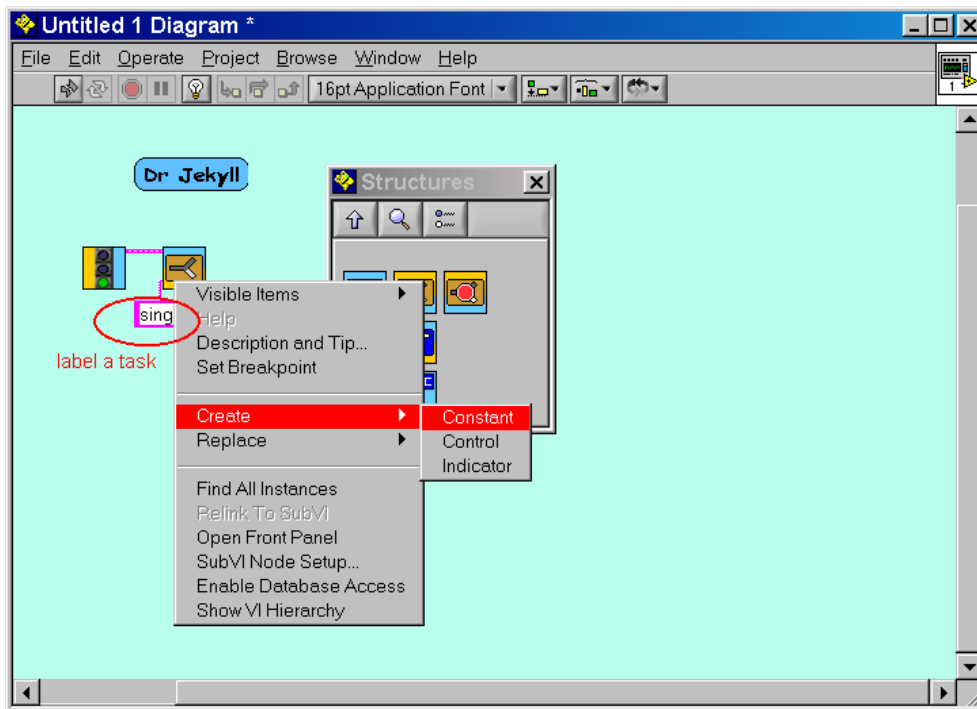 Untitled 1 Diagram *
File Edit Operate Project Browse Window Help
16pt Application Font
1
Dr Jekyll
Structures
sing
label a task
Visible Items
Help
Description and Tip...
Set Breakpoint
Create
Replace
Constant
Control
Indicator
Find All Instances
Relink To SubVI
Open Front Panel
SubVI Node Setup...
Enable Database Access
Show VI Hierarchy